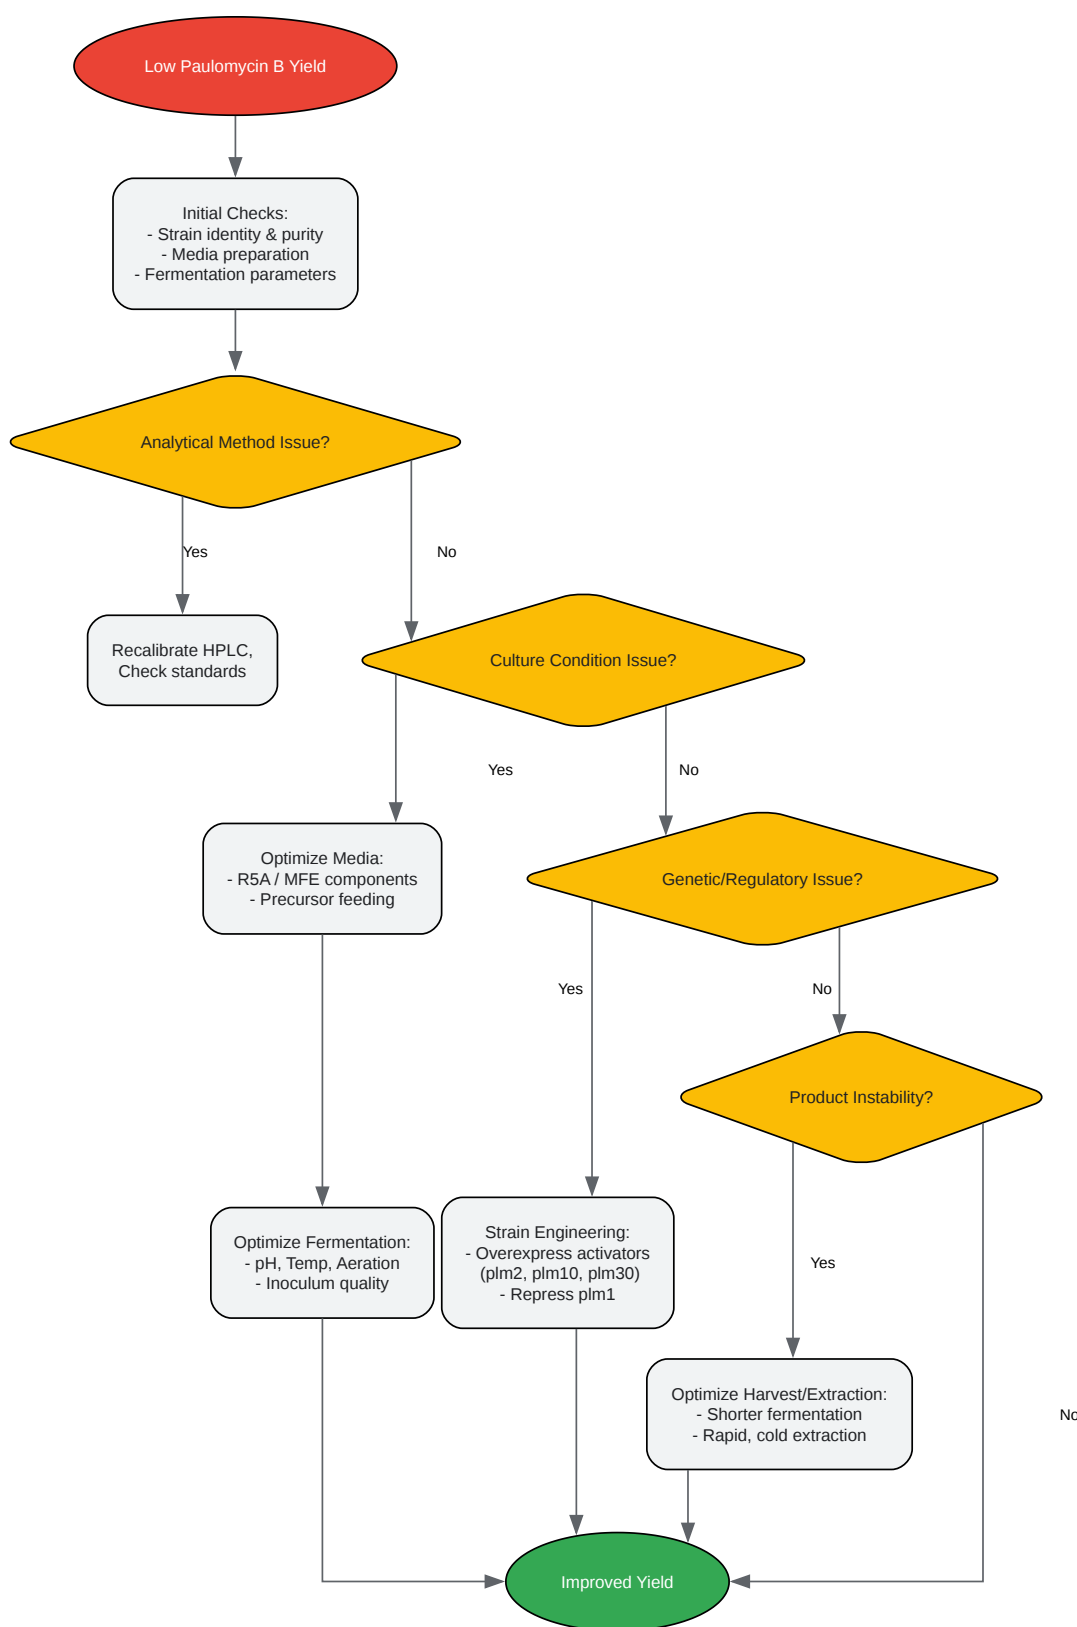 Low Paulomycin B Yield
Initial Checks:
- Strain identity & purity
- Media preparation
- Fermentation parameters
Analytical Method Issue?
Yes
No
Recalibrate HPLC,
Check standards
Culture Condition Issue?
Yes
No
Optimize Media:
- R5A / MFE components
- Precursor feeding
Genetic/Regulatory Issue?
Yes
No
Product Instability?
Optimize Fermentation:
- pH, Temp, Aeration
- Inoculum quality
Strain Engineering:
- Overexpress activators
(plm2, plm10, plm30)
- Repress plm1
Yes
Optimize Harvest/Extraction:
- Shorter fermentation
- Rapid, cold extraction
No
Improved Yield